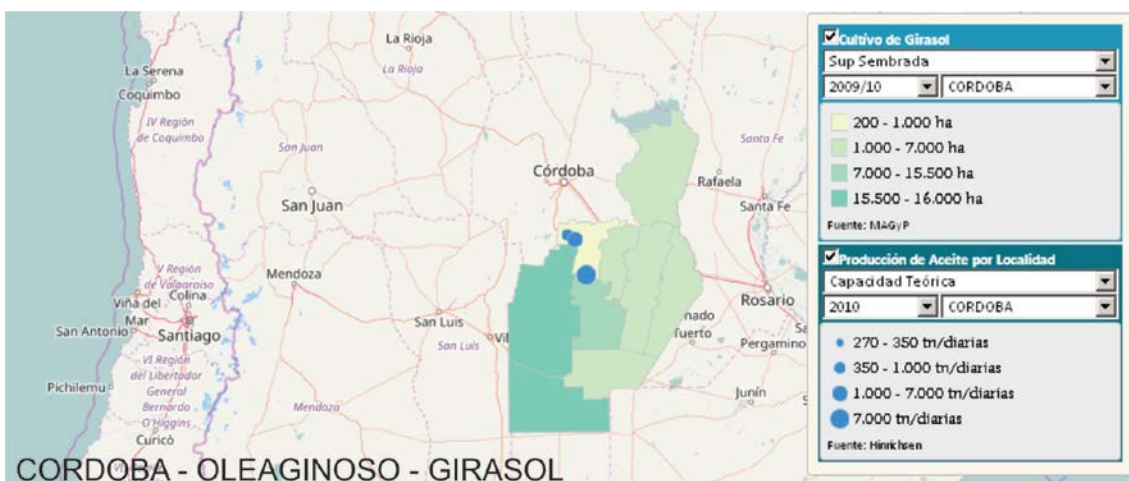 La Rioja
La Rioja
La Serena
Coquimbo
IV Región
de Coquimbo
San Juan
San Juan
Córdoba
Santa Fe
Rafaela
Santa Fe
V Región
de Valparaíso
Colina
Viña del
Mar
San Antonio
Santiago
Mendoza
San Luis
San Luis
Vil
Rosario
nado
Tuerto
Pergamino
Junín
VI Región
del Libertador
General
Bernardo
O'Higgins
Pichilemu
Curicó
Mendoza
CORDOBA - OLEAGINOSO - GIRASOL
Cultivo de Girasol
Sup Sembrada
2009/10 CORDOBA
200 - 1.000 ha
1.000 - 7.000 ha
7.000 - 15.500 ha
15.500 - 16.000 ha
Fuente: MAGyP
Producción de Aceite por Localidad
Capacidad Teórica
2010 CORDOBA
270 - 350 tn/diarias
350 - 1.000 tn/diarias
1.000 - 7.000 tn/diarias
7.000 tn/diarias
Fuente: Hinrichsen